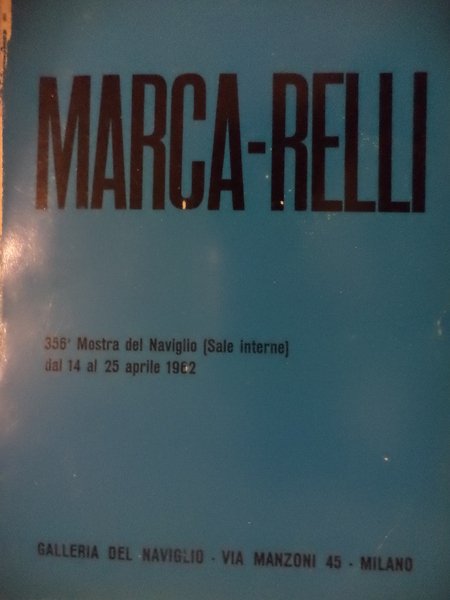 MARCA-RELLI
356ª Mostra del Naviglio (Sale interne)
dal 14 al 25 aprile 1962
GALLERIA DEL NAVIGLIO · VIA MANZONI 45 · MILANO